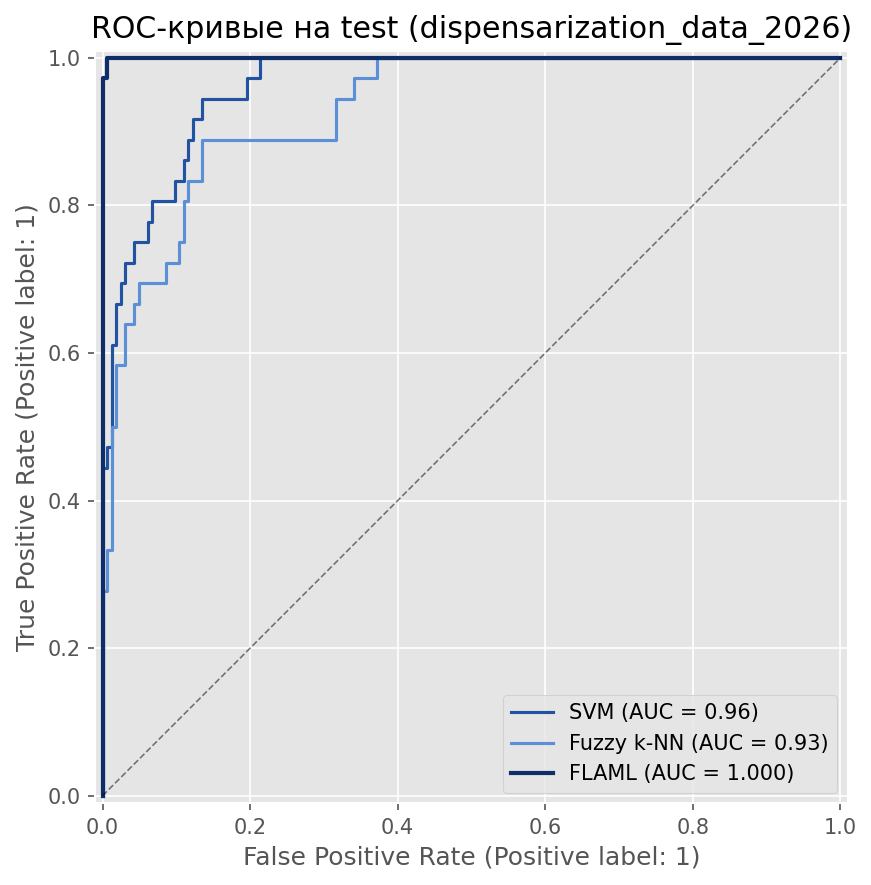 ROC-кривые на test (dispensarization_data_2026)
1.0
0.8
0.6
0.4
0.2
0.0
True Positive Rate (Positive label: 1)
SVM (AUC = 0.96)
Fuzzy k-NN (AUC = 0.93)
FLAML (AUC = 1.000)
0.0 0.2 0.4 0.6 0.8 1.0
False Positive Rate (Positive label: 1)